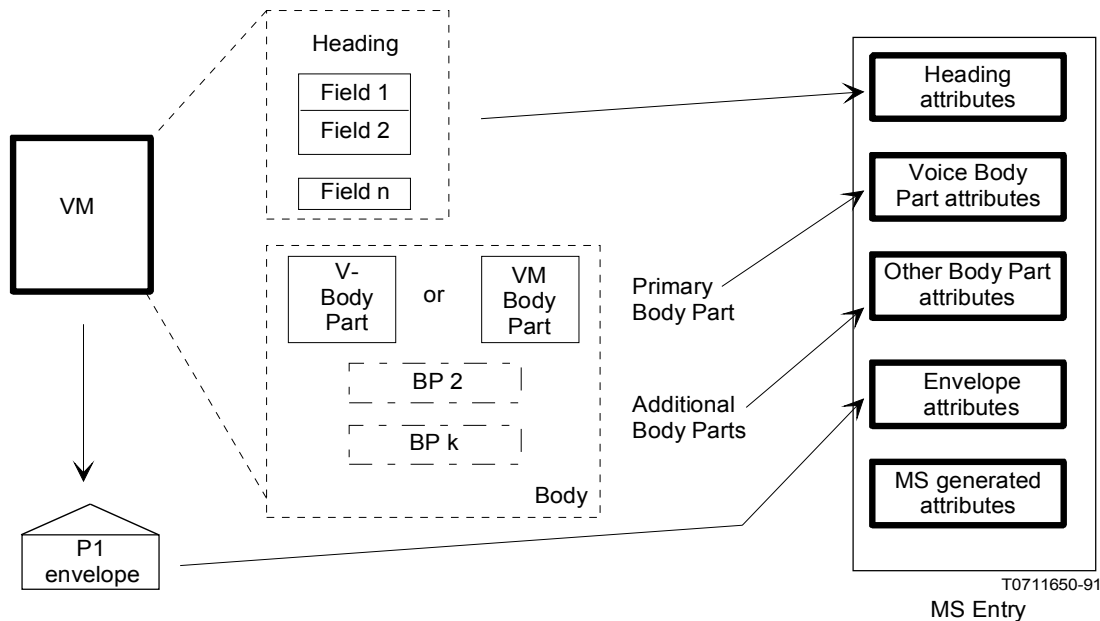 Heading
Field 1
Field 2
Field n
VM
V-
Body
Part
or
VM
Body
Part
BP 2
BP k
Body
P1
envelope
Primary
Body Part
Additional
Body Parts
Heading
attributes
Voice Body
Part attributes
Other Body Part
attributes
Envelope
attributes
MS generated
attributes
T0711650-91
MS Entry